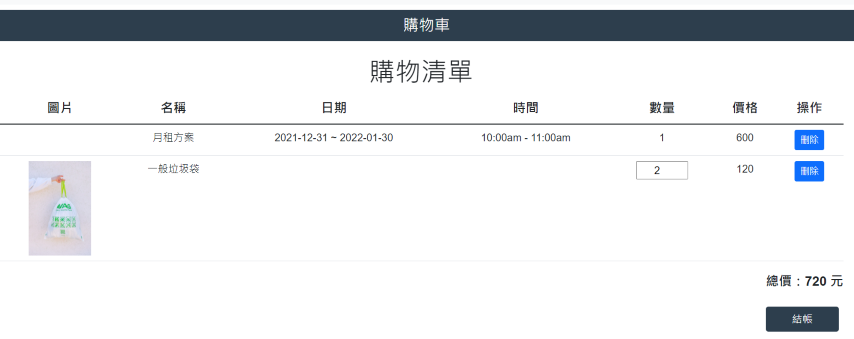 購物車
購物清單
圖片 名稱 日期 時間 數量 價格 操作
月租方案 2021-12-31 ~ 2022-01-30 10:00am - 11:00am 1 600 刪除
一般垃圾袋 2 120 刪除
總價：720 元
結帳